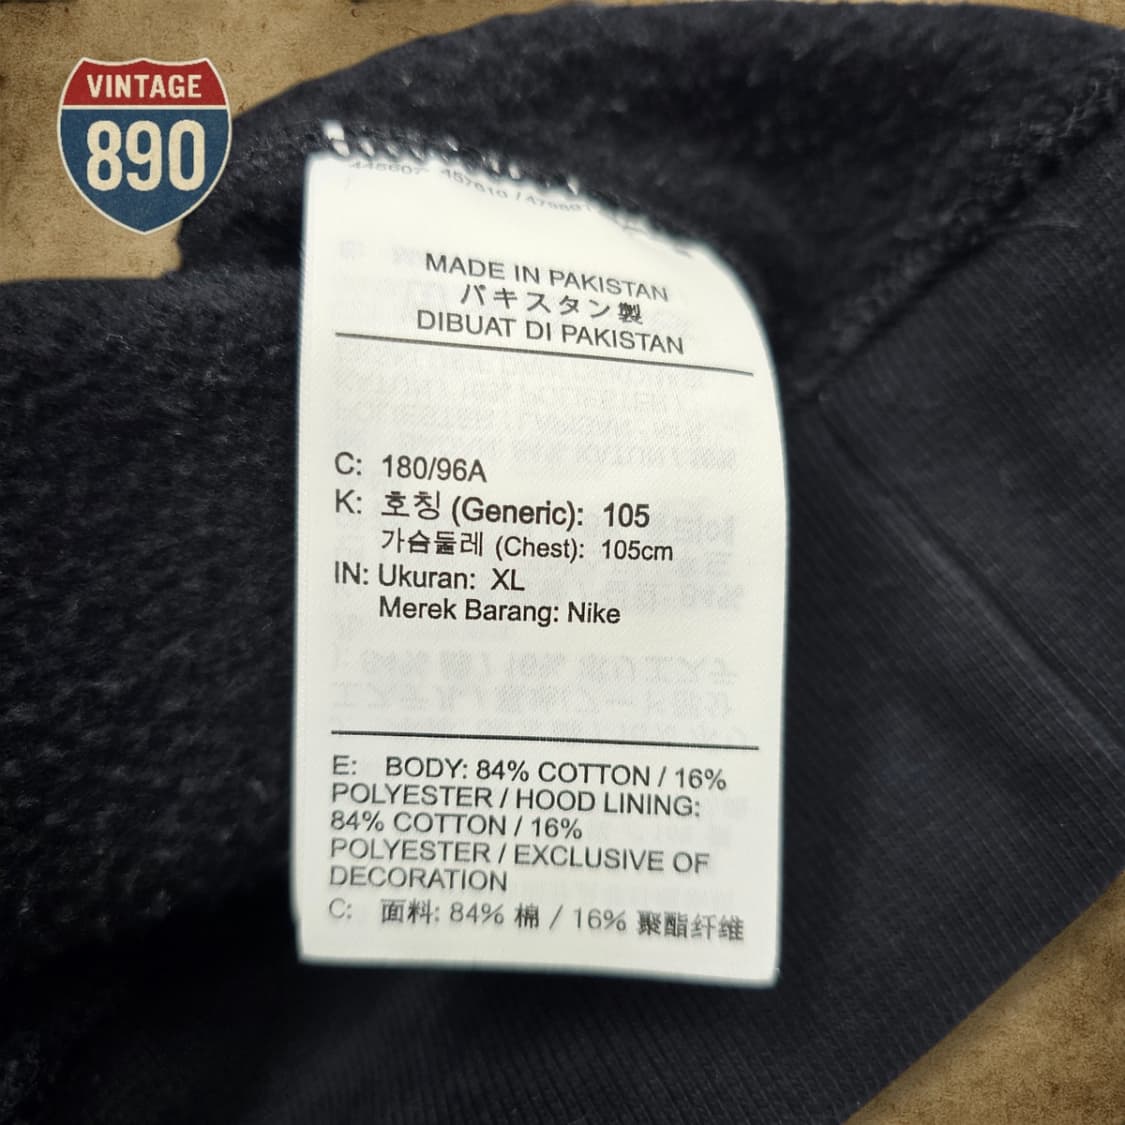 VINTAGE
890
MADE IN PAKISTAN
パキスタン製
DIBUAT DI PAKISTAN
C: 180/96A
K: 호칭 (Generic): 105
가슴둘레 (Chest): 105cm
IN: Ukuran: XL
Merek Barang: Nike
E: BODY: 84% COTTON / 16%
POLYESTER / HOOD LINING:
84% COTTON / 16%
POLYESTER / EXCLUSIVE OF
DECORATION
C: 面料: 84% 棉 / 16% 聚酯纤维